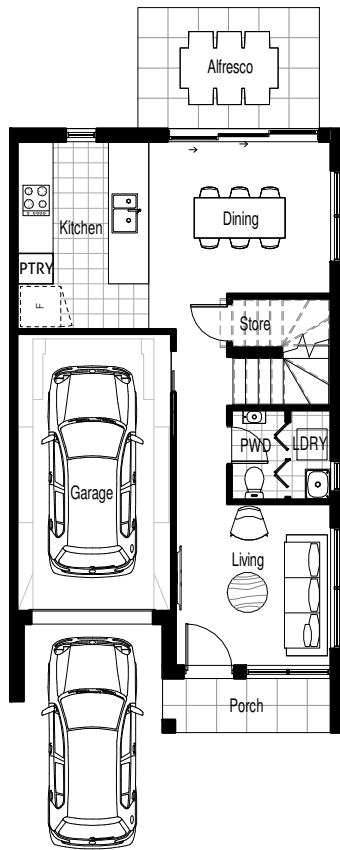 Alfresco
Dining
Kitchen
PTRY
F
Store
PWD
LDRY
Garage
Living
Porch